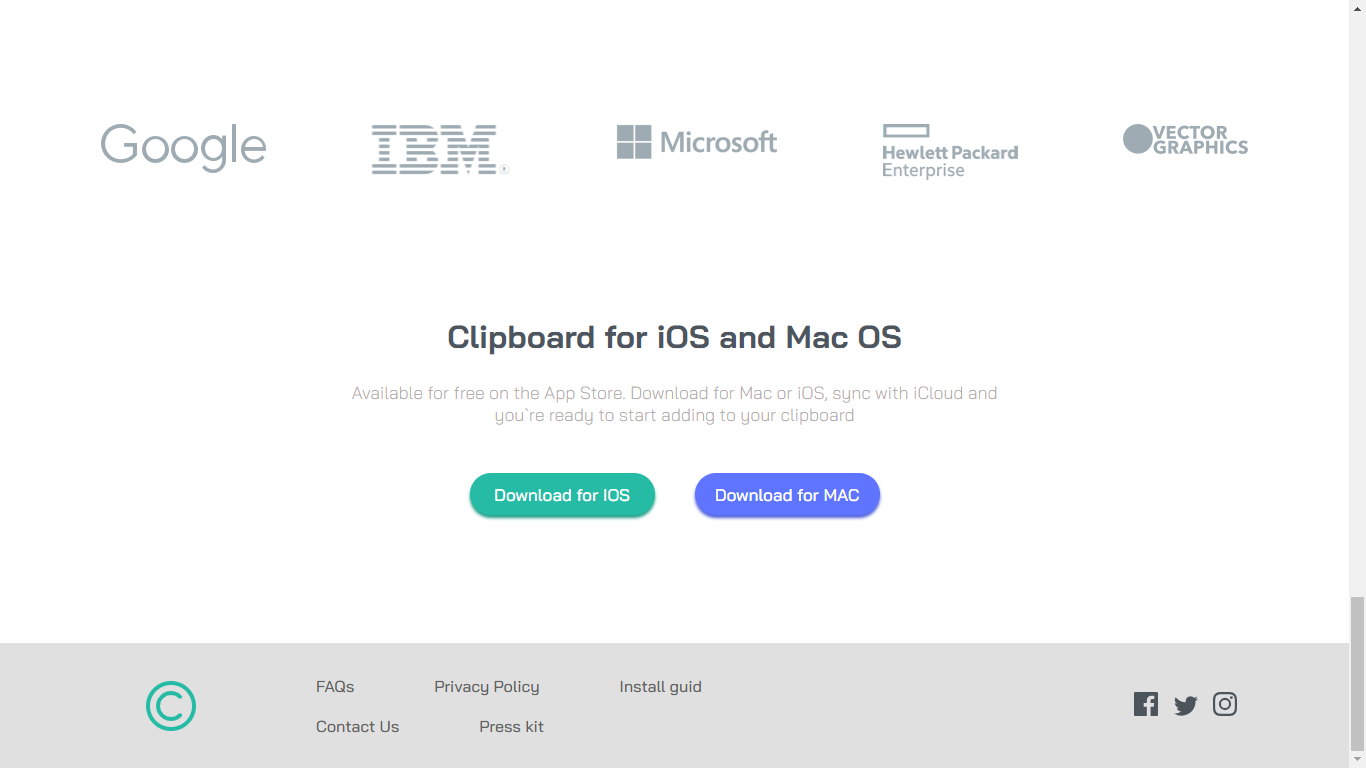 Google
IBM
Microsoft
Hewlett Packard
Enterprise
VECTOR
GRAPHICS
Clipboard for iOS and Mac OS
Available for free on the App Store. Download for Mac or iOS, sync with iCloud and
you`re ready to start adding to your clipboard
Download for IOS
Download for MAC
FAQs
Privacy Policy
Install guid
Contact Us
Press kit